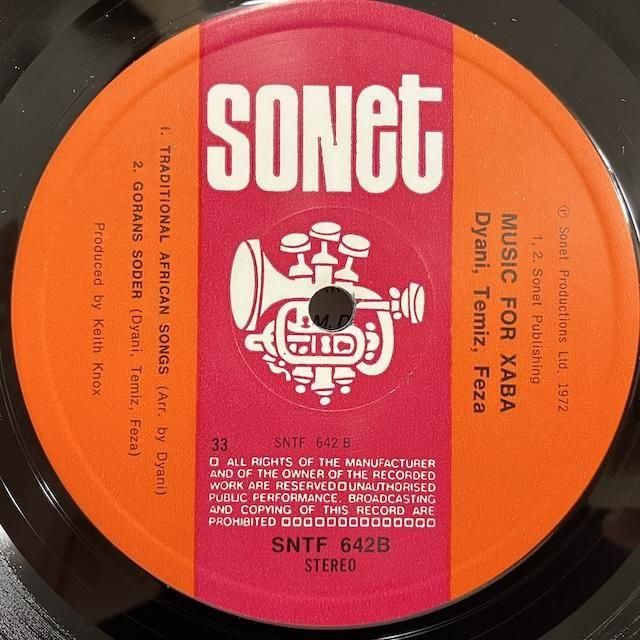 SONET
℗ Sonet Productions Ltd. 1972
1, 2. Sonet Publishing
MUSIC FOR XABA
Dyani, Temiz, Feza
1. TRADITIONAL AFRICAN SONGS (Arr. by Dyani)
2. GORANS SODER (Dyani, Temiz, Feza)
Produced by Keith Knox
33
SNTF 642 B
ALL RIGHTS OF THE MANUFACTURER
AND OF THE OWNER OF THE RECORDED
WORK ARE RESERVED UNAUTHORISED
PUBLIC PERFORMANCE, BROADCASTING
AND COPYING OF THIS RECORD ARE
PROHIBITED
SNTF 642B
STEREO